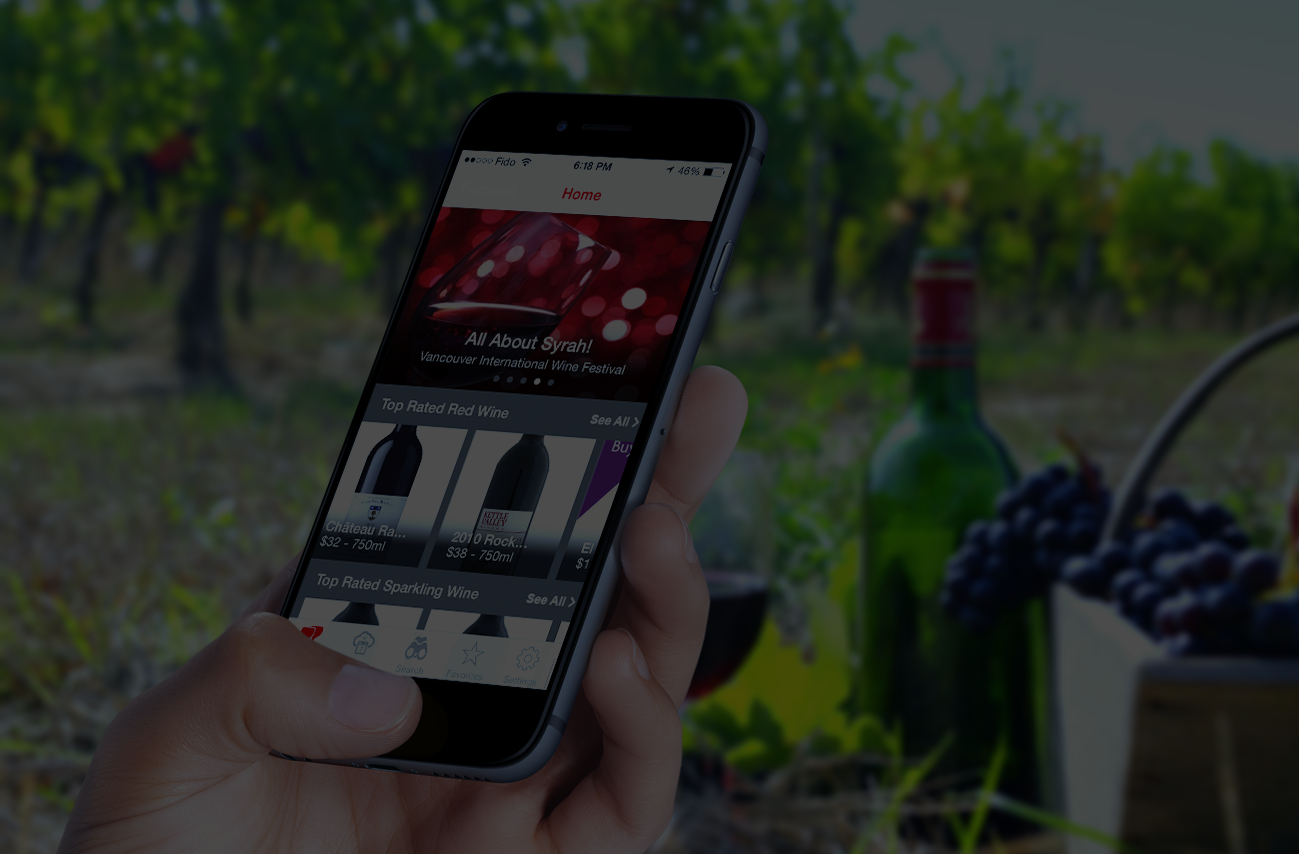 Fido
6:18 PM
46%
Home
All About Syrah!
Vancouver International Wine Festival
Top Rated Red Wine
See All
Buy
KETTLE
VALLEY
Château Ra...
$32 - 750ml
2010 Rock...
$38 - 750ml
El
$1
Top Rated Sparkling Wine
See All
Search
Favorites
Settings